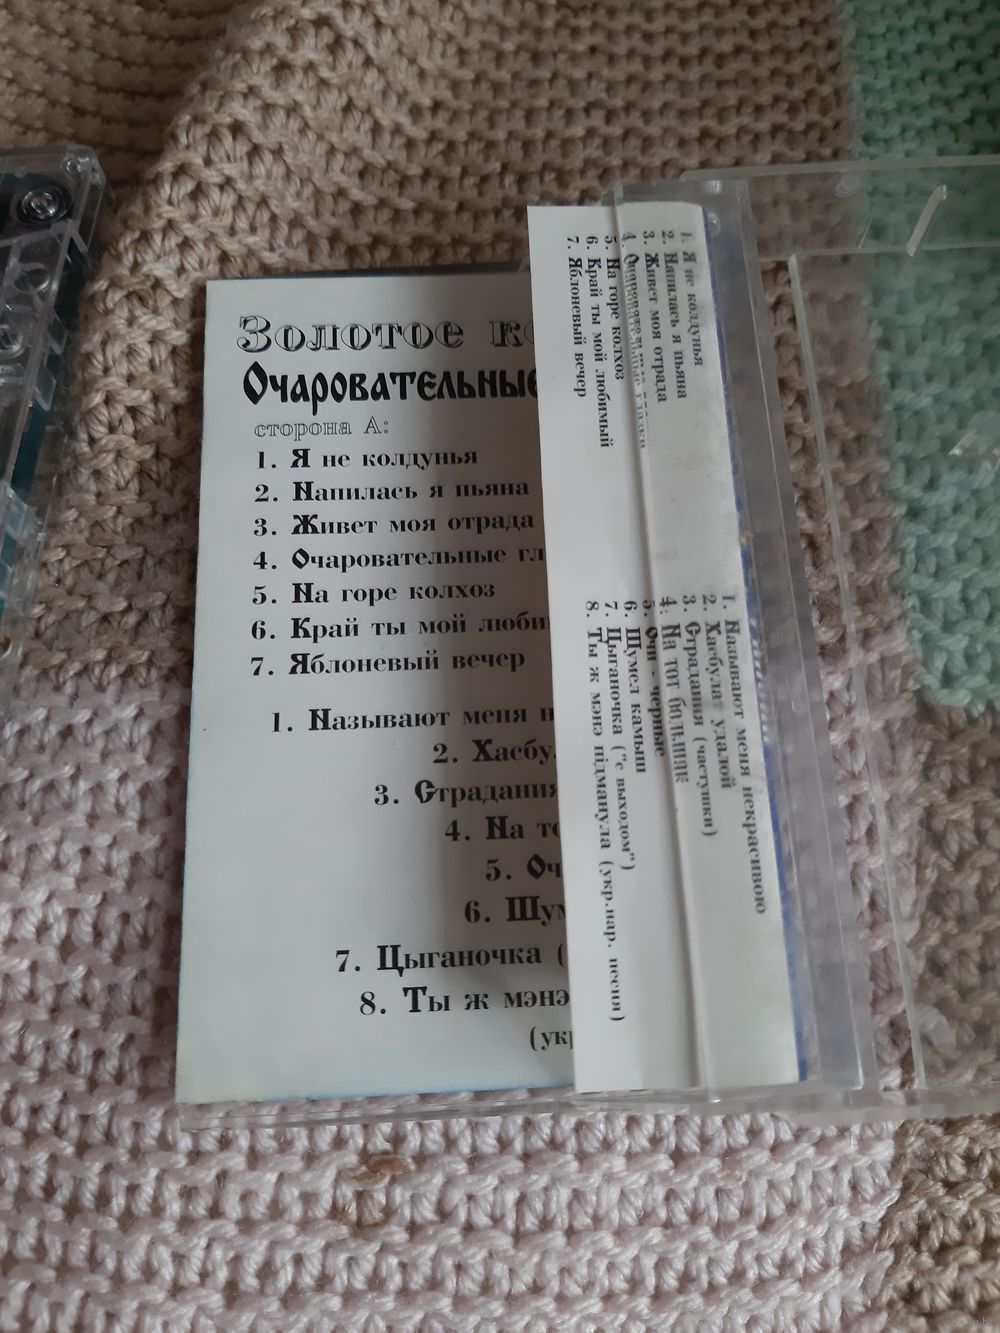 Золотое к
Очаровательные
сторона А:
1. Я не колдунья
2. Напилась я пьяна
3. Живет моя отрада
4. Очаровательные гл
5. На горе колхоз
6. Край ты мой люби
7. Яблоневый вечер
1. Называют меня н
2. Хасбу
3. Страдания
4. На то
5. Оч
6. Шум
7. Цыганочка (
8. Ты ж мэнэ
(укр
1. Я не колдунья
2. Напилась я пьяна
3. Живет моя отрада
4. Очаровательные глазки
5. На горе колхоз
6. Край ты мой любимый
7. Яблоневый вечер
1. Называют меня некрасивою
2. Хасбулат удалой
3. Страдания (частушки)
4. На тот большак
5. Очи - черные
6. Шумел камыш
7. Цыганочка ("с выходом")
8. Ты ж мэнэ пiдманула (укр.нар. песня)